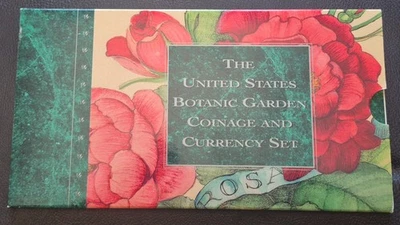 THE
UNITED STATES
BOTANIC GARDEN
COINAGE AND
CURRENCY SET
ROSA